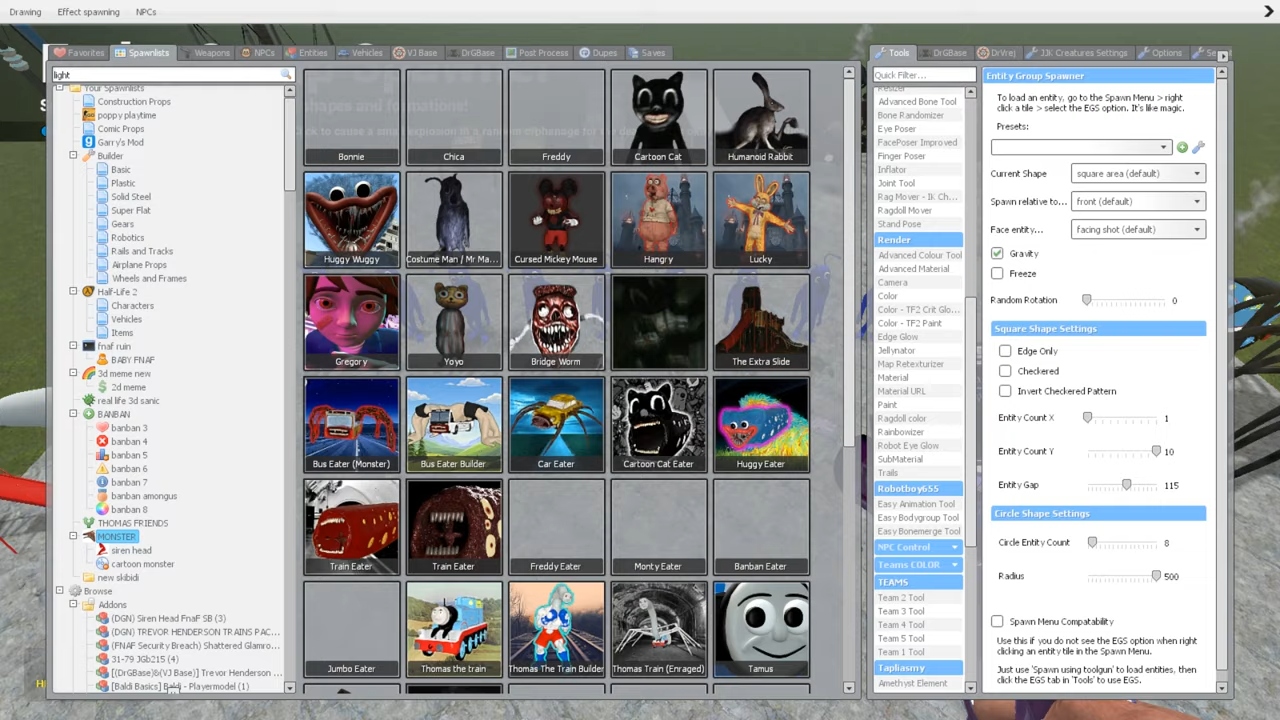 Drawing
Effect spawning
NPCs
Favorites
Spawnlists
Weapons
NPCs
Entities
Vehicles
VJ Base
DrGBase
Post Process
Dupes
Saves
light
Your Spawnlists
Construction Props
poppy playtime
Comic Props
Garry's Mod
Builder
Basic
Plastic
Solid Steel
Super Flat
Gears
Robotics
Rails and Tracks
Airplane Props
Wheels and Frames
Half-Life 2
Characters
Vehicles
Items
fnaf ruin
BABY FNAF
3d meme new
2d meme
real life 3d sanic
BANBAN
banban 3
banban 4
banban 5
banban 6
banban 7
banban amongus
banban 8
THOMAS FRIENDS
MONSTER
siren head
cartoon monster
new skibidi
Browse
Addons
(DGN) Siren Head FnaF SB (3)
(DGN) TREVOR HENDERSON TRAINS PAC...
(FNAF Security Breach) Shattered Glamro...
31-79 JGb215 (4)
[(DrGBase)&(VJ Base)] Trevor Henderson ...
[Baldi Basics] Baldi - Playermodel (1)
Bonnie
Chica
Freddy
Cartoon Cat
Humanoid Rabbit
Huggy Wuggy
Costume Man / Mr Ma...
Cursed Mickey Mouse
Hangry
Lucky
Gregory
Yoyo
Bridge Worm
The Extra Slide
Bus Eater (Monster)
Bus Eater Builder
Car Eater
Cartoon Cat Eater
Huggy Eater
Train Eater
Train Eater
Freddy Eater
Monty Eater
Banban Eater
Jumbo Eater
Thomas the train
Thomas The Train Builder
Thomas Train (Enraged)
Tamus
Tools
DrGBase
DrVrej
JJK Creatures Settings
Options
Quick Filter...
Advanced Bone Tool
Bone Randomizer
Eye Poser
FacePoser Improved
Finger Poser
Inflator
Joint Tool
Rag Mover - IK Ch...
Ragdoll Mover
Stand Pose
Render
Advanced Colour Tool
Advanced Material
Camera
Color
Color - TF2 Crit Glo...
Color - TF2 Paint
Edge Glow
Jellynator
Map Retexturizer
Material
Material URL
Paint
Ragdoll color
Rainbowizer
Robot Eye Glow
SubMaterial
Trails
Robotboy655
Easy Animation Tool
Easy Bodygroup Tool
Easy Bonemerge Tool
NPC Control
Teams COLOR
TEAMS
Team 2 Tool
Team 3 Tool
Team 4 Tool
Team 5 Tool
Team 1 Tool
Tapliasmy
Amethyst Element
Entity Group Spawner
To load an entity, go to the Spawn Menu > right
click a tile > select the EGS option. It's like magic.
Presets:
Current Shape
square area (default)
Spawn relative to...
front (default)
Face entity...
facing shot (default)
Gravity
Freeze
Random Rotation
0
Square Shape Settings
Edge Only
Checkered
Invert Checkered Pattern
Entity Count X
1
Entity Count Y
10
Entity Gap
115
Circle Shape Settings
Circle Entity Count
8
Radius
500
Spawn Menu Compatability
Use this if you do not see the EGS option when right
clicking an entity tile in the Spawn Menu.
Just use 'Spawn using toolgun' to load entities, then
click the EGS tab in 'Tools' to use EGS.